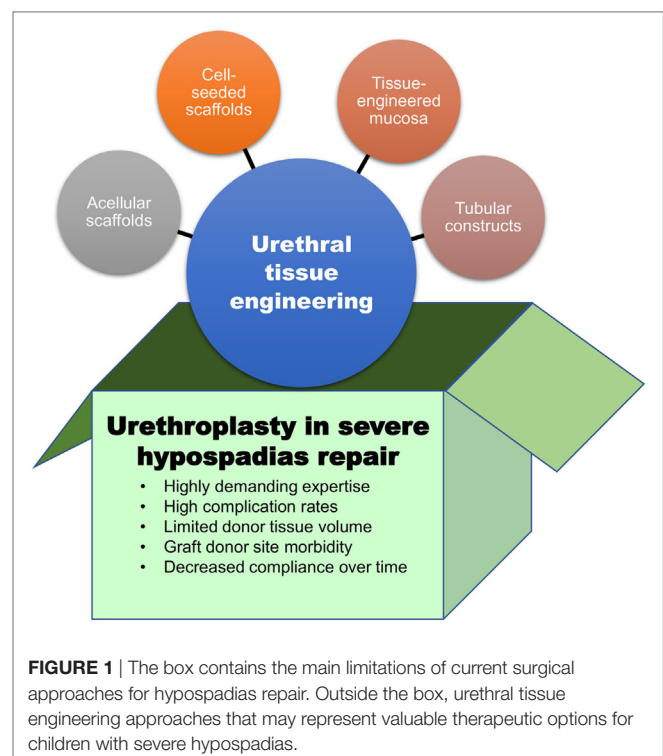 Cell-
seeded
scaffolds
Tissue-
engineered
mucosa
Acellular
scaffolds
Tubular
constructs
Urethral
tissue
engineering
Urethroplasty in severe
hypospadias repair
• Highly demanding expertise
• High complication rates
• Limited donor tissue volume
• Graft donor site morbidity
• Decreased compliance over time
FIGURE 1 | The box contains the main limitations of current surgical
approaches for hypospadias repair. Outside the box, urethral tissue
engineering approaches that may represent valuable therapeutic options for
children with severe hypospadias.